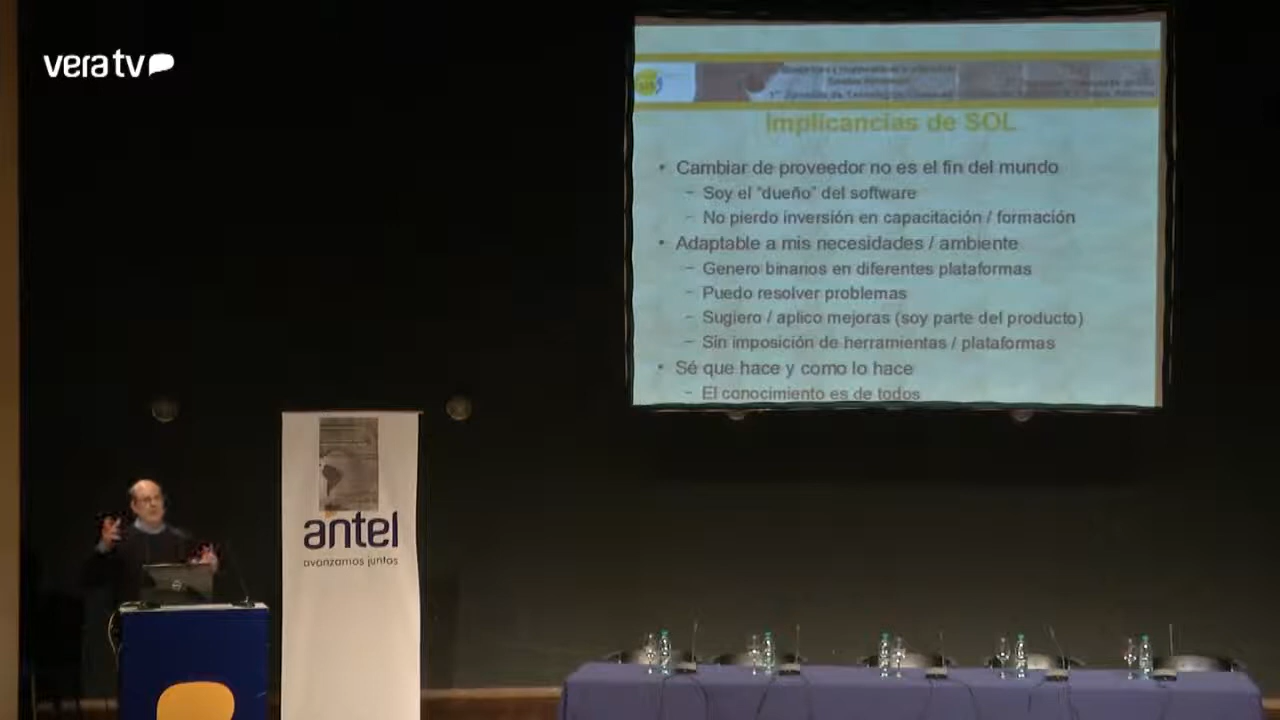 vera tv
Implicancias de SOL
• Cambiar de proveedor no es el fin del mundo
– Soy el "dueño" del software
– No pierdo inversión en capacitación / formación
• Adaptable a mis necesidades / ambiente
– Genero binarios en diferentes plataformas
– Puedo resolver problemas
– Sugiero / aplico mejoras (soy parte del producto)
– Sin imposición de herramientas / plataformas
• Sé que hace y como lo hace
– El conocimiento es de todos
antel
avanzamos juntos